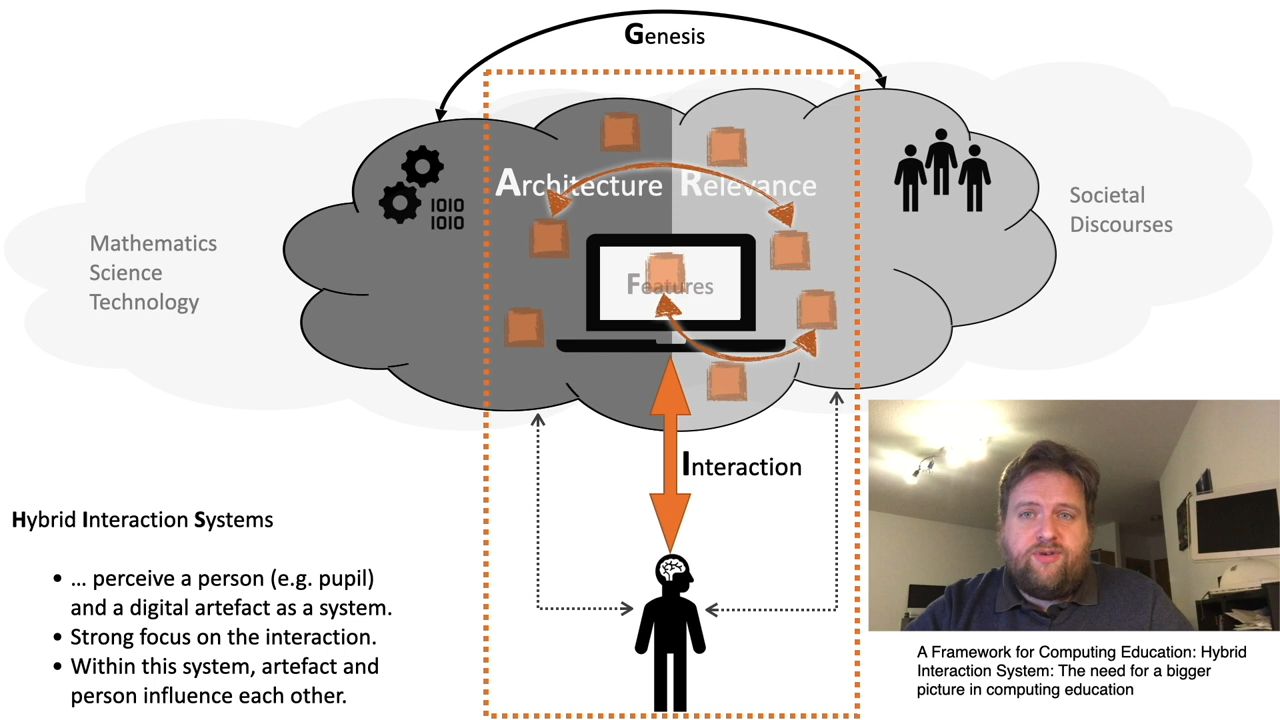 Genesis
Architecture Relevance
1010
1010
Mathematics
Science
Technology
Societal
Discourses
Features
Interaction
Hybrid Interaction Systems
• ... perceive a person (e.g. pupil)
and a digital artefact as a system.
• Strong focus on the interaction.
• Within this system, artefact and
person influence each other.
A Framework for Computing Education: Hybrid
Interaction System: The need for a bigger
picture in computing education